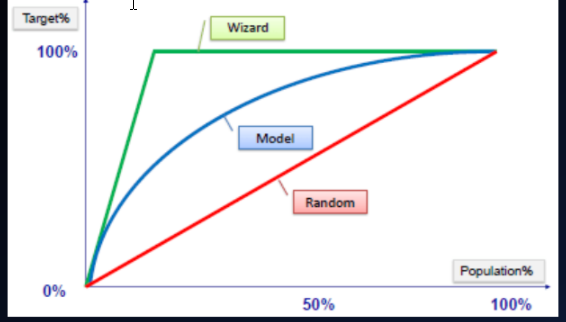 Target%
Wizard
100%
Model
Random
Population%
0%
50%
100%